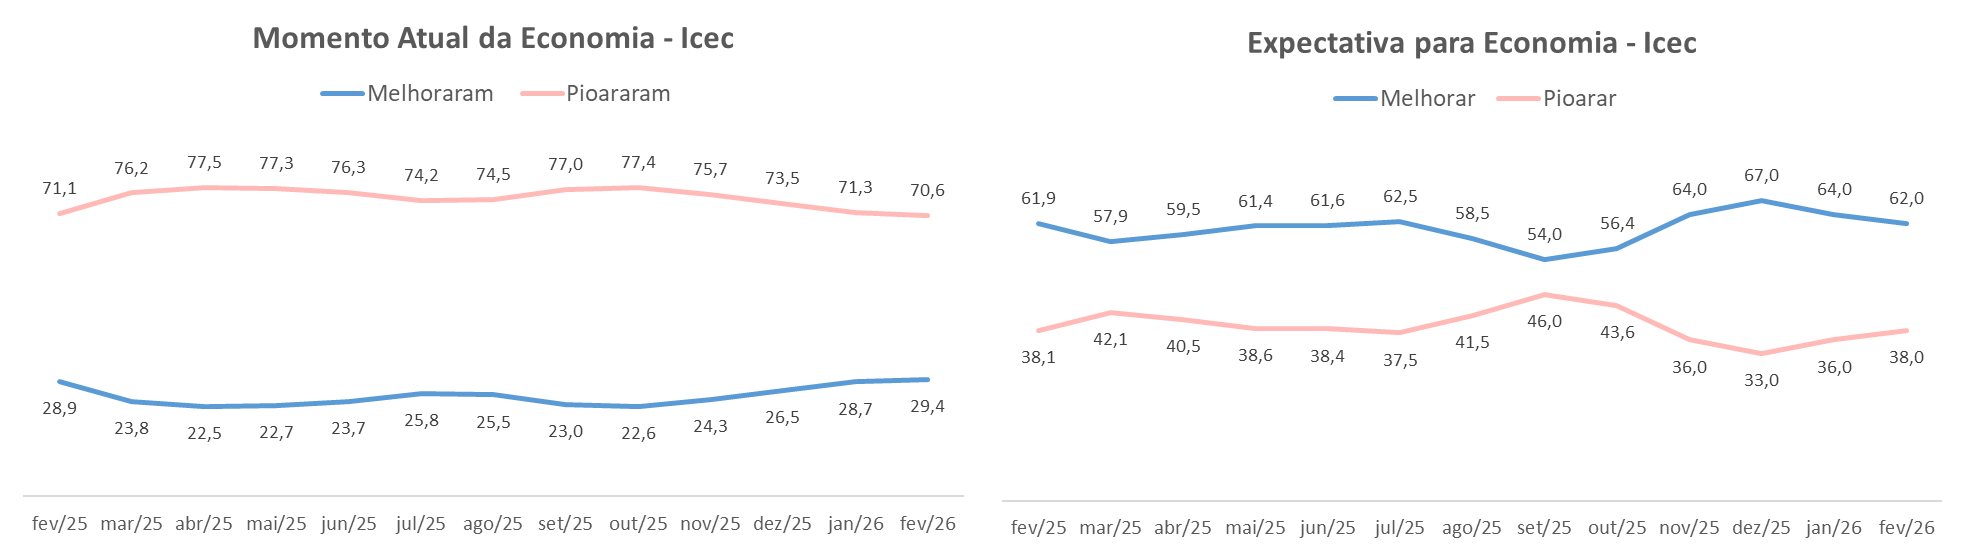 Momento Atual da Economia - Icec
Melhoraram Pioararam
71,1 76,2 77,5 77,3 76,3 74,2 74,5 77,0 77,4 75,7 73,5 71,3 70,6
28,9 23,8 22,5 22,7 23,7 25,8 25,5 23,0 22,6 24,3 26,5 28,7 29,4
fev/25 mar/25 abr/25 mai/25 jun/25 jul/25 ago/25 set/25 out/25 nov/25 dez/25 jan/26 fev/26
Expectativa para Economia - Icec
Melhorar Pioarar
61,9 57,9 59,5 61,4 61,6 62,5 58,5 54,0 56,4 64,0 67,0 64,0 62,0
38,1 42,1 40,5 38,6 38,4 37,5 41,5 46,0 43,6 36,0 33,0 36,0 38,0
fev/25 mar/25 abr/25 mai/25 jun/25 jul/25 ago/25 set/25 out/25 nov/25 dez/25 jan/26 fev/26